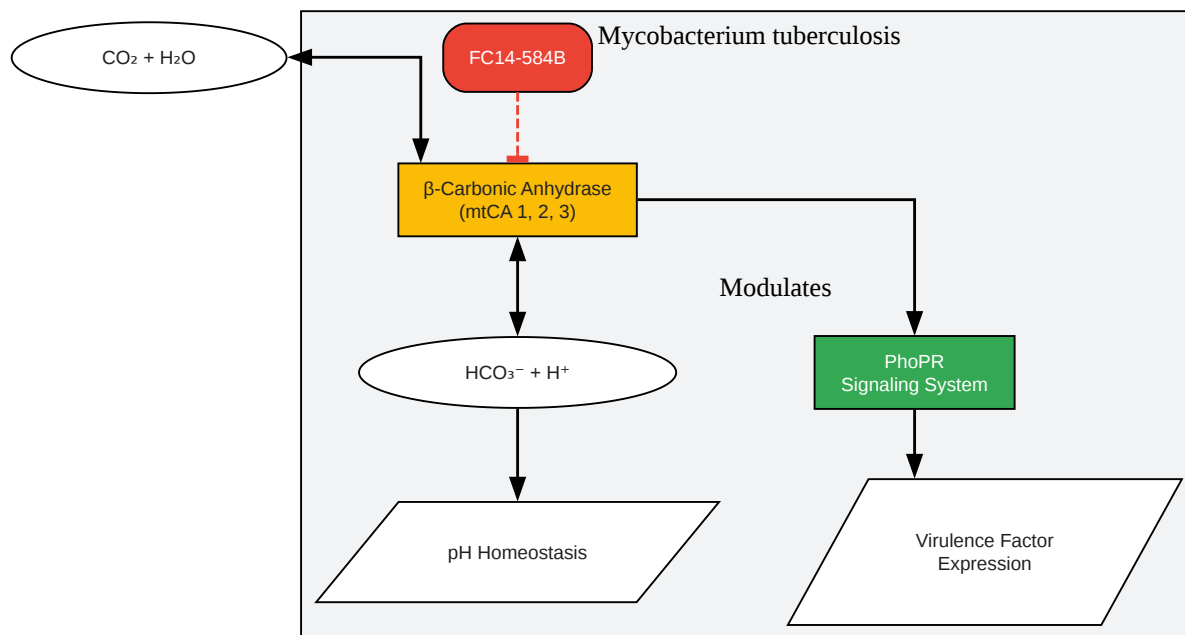 Mycobacterium tuberculosis
CO₂ + H₂O
FC14-584B
β-Carbonic Anhydrase
(mtCA 1, 2, 3)
Modulates
HCO₃⁻ + H⁺
PhoPR
Signaling System
pH Homeostasis
Virulence Factor
Expression